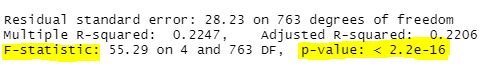 Residual standard error: 28.23 on 763 degrees of freedom
Multiple R-squared:  0.2247,    Adjusted R-squared:  0.2206
F-statistic: 55.29 on 4 and 763 DF,  p-value: < 2.2e-16